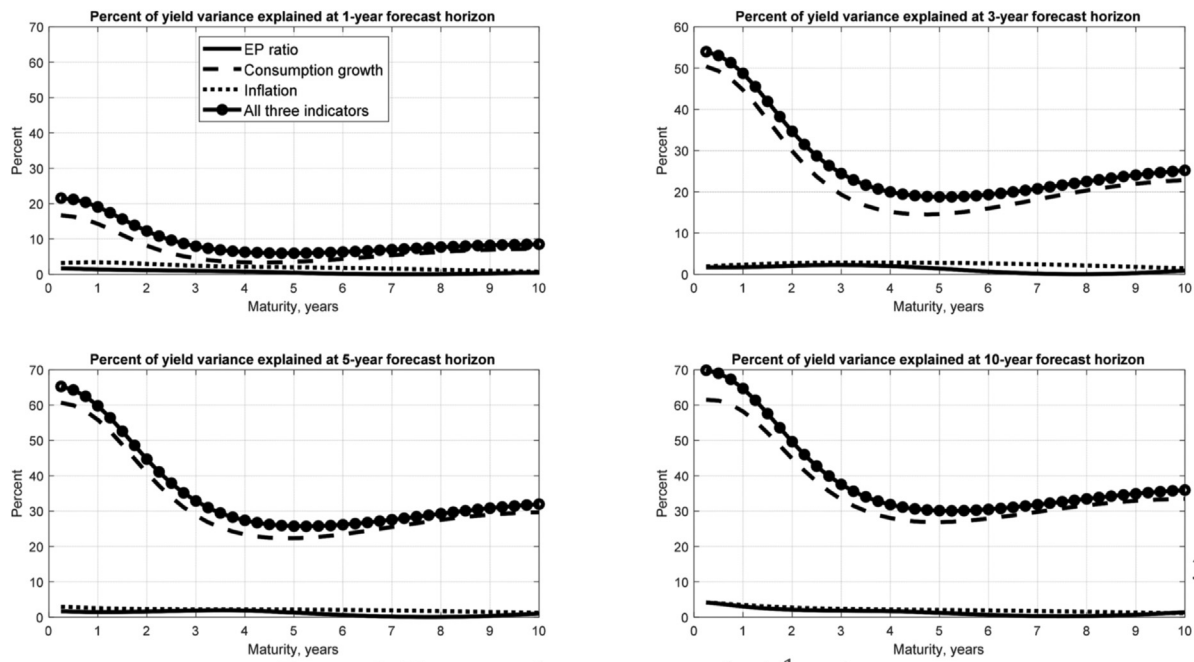 Percent of yield variance explained at 1-year forecast horizon
70
60
50
40
30
20
10
0
Percent
EP ratio
Consumption growth
Inflation
All three indicators
0 1 2 3 4 5 6 7 8 9 10
Maturity, years
Percent of yield variance explained at 3-year forecast horizon
60
50
40
30
20
10
0
Percent
0 1 2 3 4 5 6 7 8 9 10
Maturity, years
Percent of yield variance explained at 5-year forecast horizon
70
60
50
40
30
20
10
0
Percent
0 1 2 3 4 5 6 7 8 9 10
Maturity, years
Percent of yield variance explained at 10-year forecast horizon
70
60
50
40
30
20
10
0
Percent
0 1 2 3 4 5 6 7 8 9 10
Maturity, years